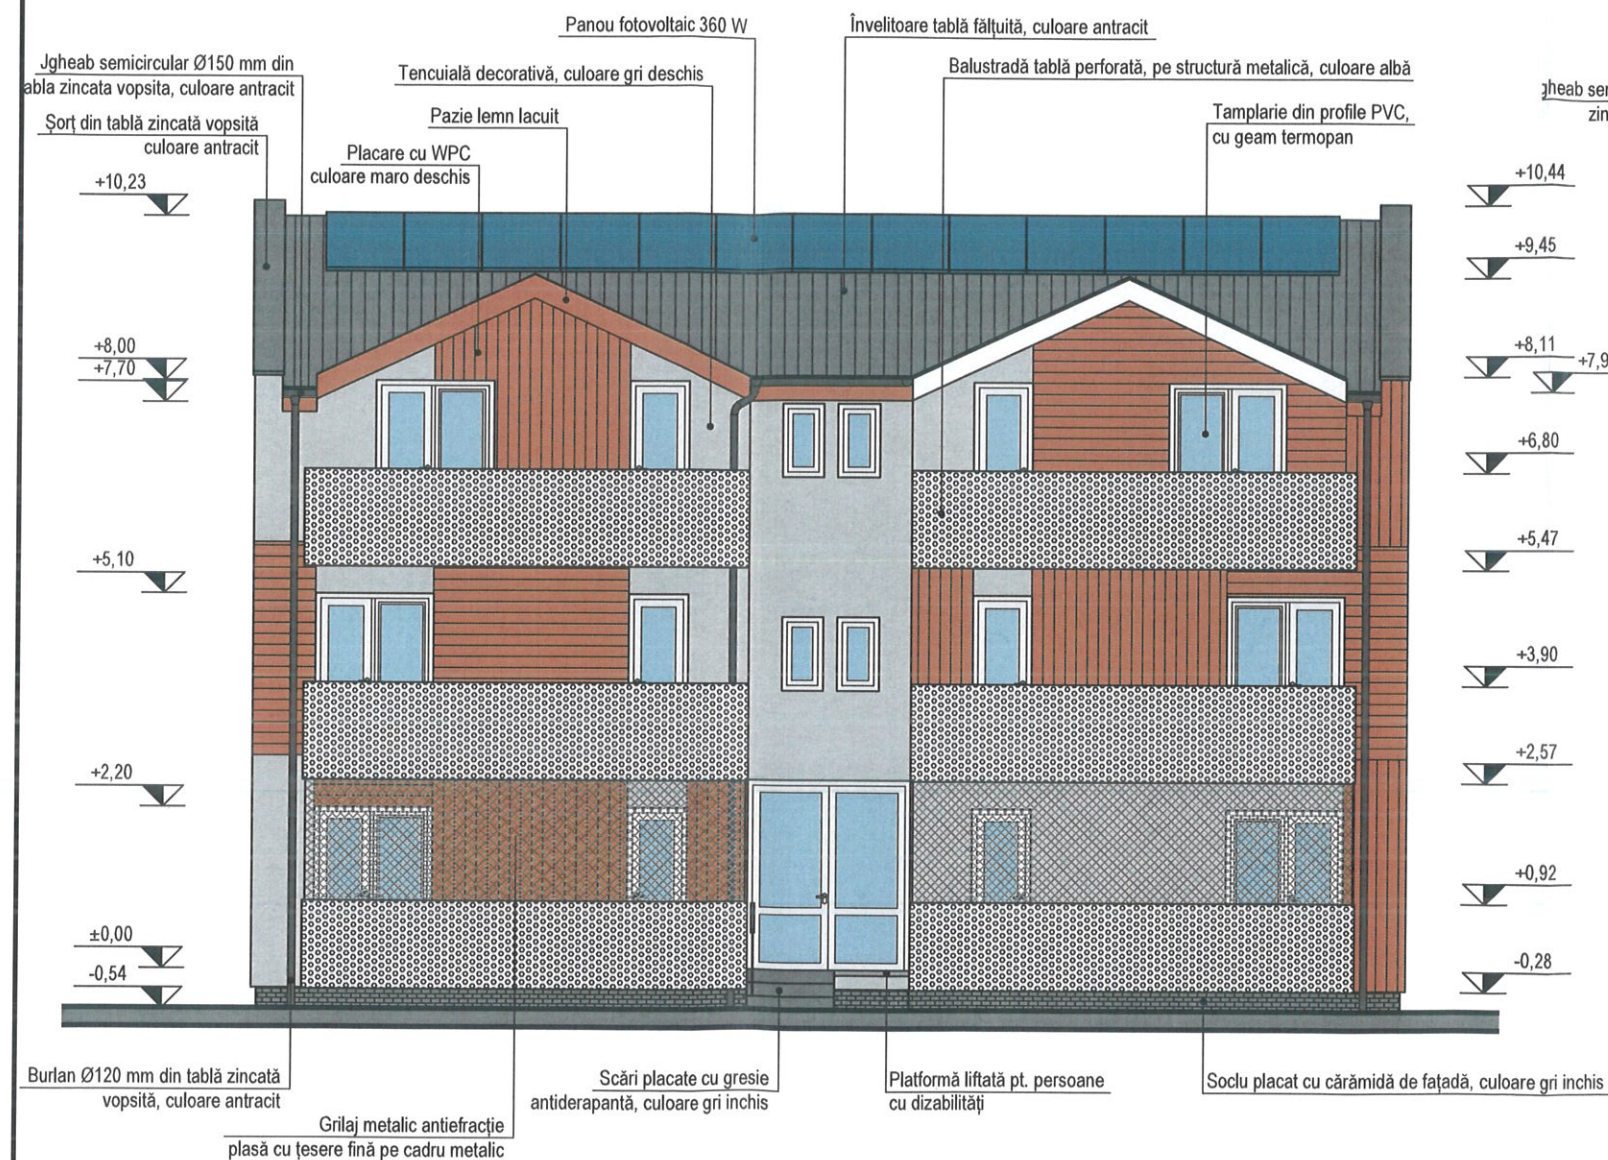 Panou fotovoltaic 360 W
Învelitoare tablă fălțuită, culoare antracit
Jgheab semicircular Ø150 mm din
abla zincata vopsita, culoare antracit
Tencuială decorativă, culoare gri deschis
Balustradă tablă perforată, pe structură metalică, culoare albă
gheab ser
zin
Șorț din tablă zincată vopsită
culoare antracit
Pazie lemn lacuit
Tamplarie din profile PVC,
cu geam termopan
Placare cu WPC
culoare maro deschis
+10,23
+10,44
+9,45
+8,00
+7,70
+8,11
+7,9
+6,80
+5,47
+5,10
+3,90
+2,57
+2,20
+0,92
±0,00
-0,54
-0,28
Burlan Ø120 mm din tablă zincată
vopsită, culoare antracit
Scări placate cu gresie
antiderapantă, culoare gri inchis
Platformă liftată pt. persoane
cu dizabilități
Soclu placat cu cărămidă de fațadă, culoare gri inchis
Grilaj metalic antiefracție
plasă cu țesere fină pe cadru metalic